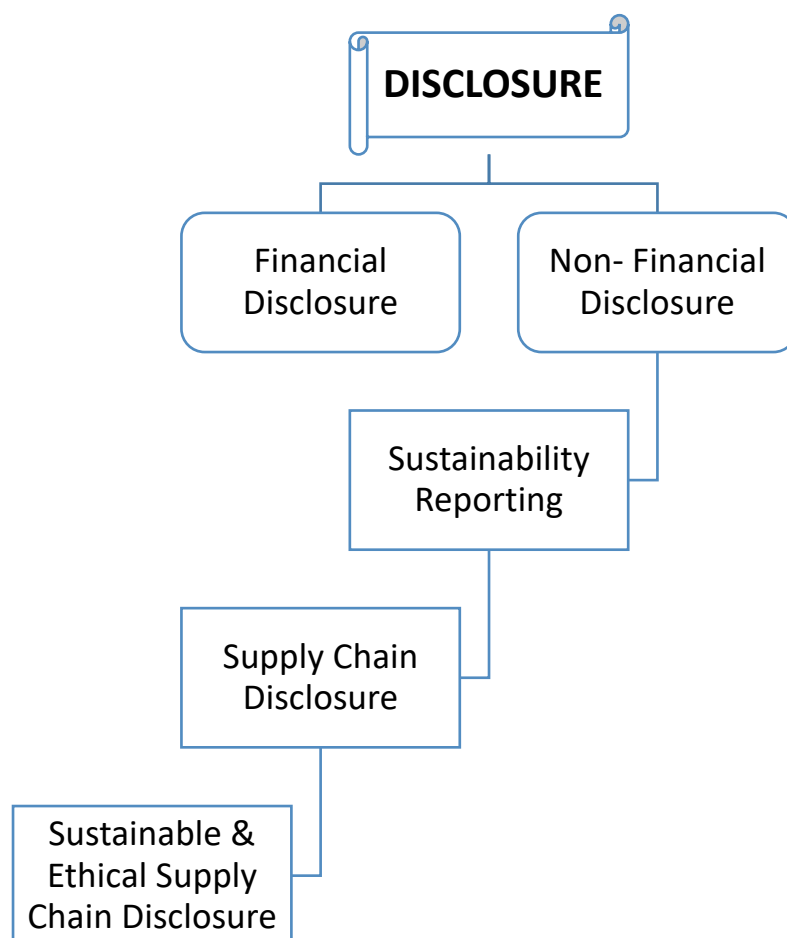 DISCLOSURE
Financial
Disclosure
Non- Financial
Disclosure
Sustainability
Reporting
Supply Chain
Disclosure
Sustainable &
Ethical Supply
Chain Disclosure